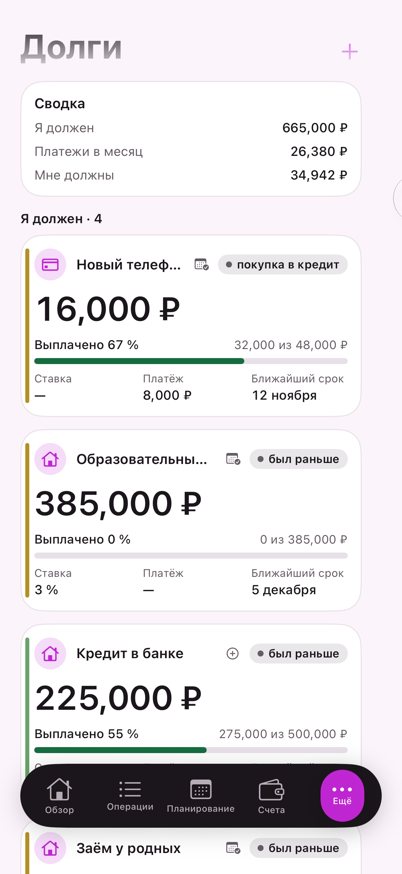 Долги
Сводка
Я должен 665,000 ₽
Платежи в месяц 26,380 ₽
Мне должны 34,942 ₽
Я должен · 4
Новый телеф... покупка в кредит
16,000 ₽
Выплачено 67 % 32,000 из 48,000 ₽
Ставка Платёж Ближайший срок
— 8,000 ₽ 12 ноября
Образовательны... был раньше
385,000 ₽
Выплачено 0 % 0 из 385,000 ₽
Ставка Платёж Ближайший срок
3 % — 5 декабря
Кредит в банке был раньше
225,000 ₽
Выплачено 55 % 275,000 из 500,000 ₽
Обзор Операции Планирование Счета Ещё
Заём у родных был раньше